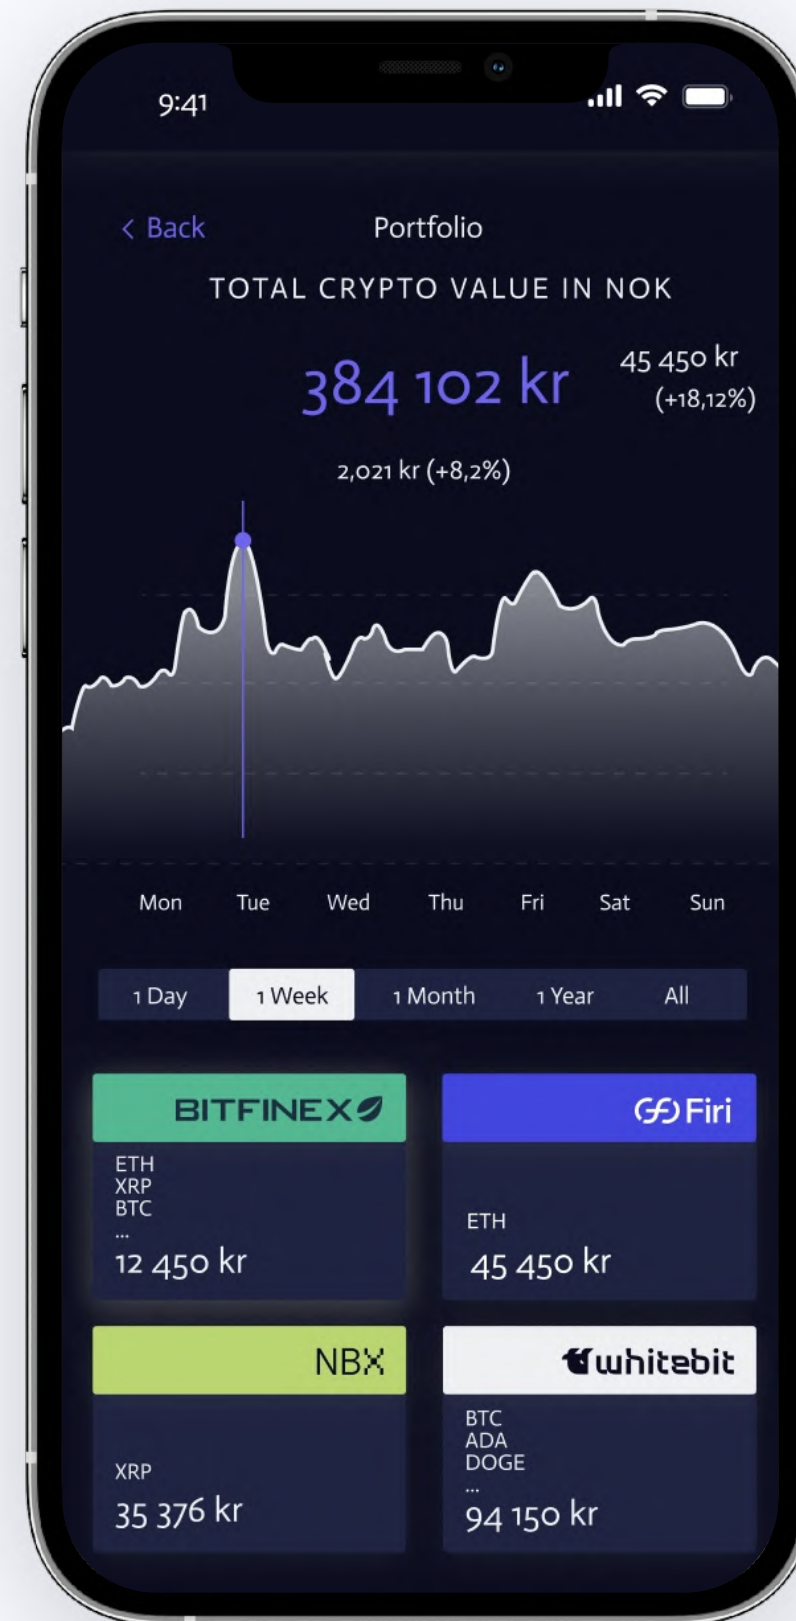 9:41
< Back
Portfolio
TOTAL CRYPTO VALUE IN NOK
384 102 kr
45 450 kr
(+18,12%)
2,021 kr (+8,2%)
Mon Tue Wed Thu Fri Sat Sun
1 Day 1 Week 1 Month 1 Year All
BITFINEX
ETH
XRP
BTC
...
12 450 kr
Firi
ETH
45 450 kr
NBX
XRP
35 376 kr
whitebit
BTC
ADA
DOGE
...
94 150 kr